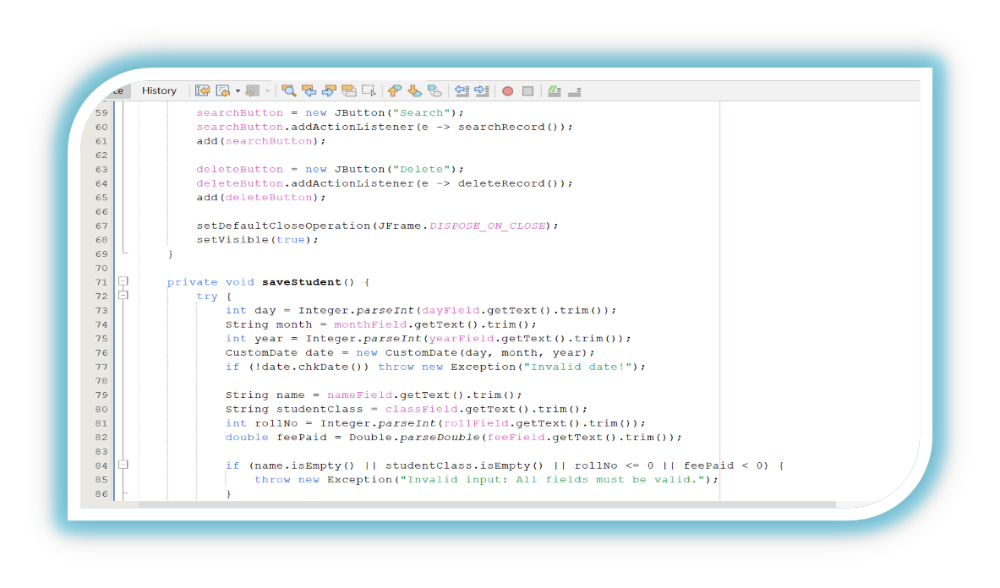 ce History
59 searchButton = new JButton("Search");
60 searchButton.addActionListener(e -> searchRecord());
61 add(searchButton);
62
63 deleteButton = new JButton("Delete");
64 deleteButton.addActionListener(e -> deleteRecord());
65 add(deleteButton);
66
67 setDefaultCloseOperation(JFrame.DISPOSE_ON_CLOSE);
68 setVisible(true);
69 }
70
71 private void saveStudent() {
72 try {
73 int day = Integer.parseInt(dayField.getText().trim());
74 String month = monthField.getText().trim();
75 int year = Integer.parseInt(yearField.getText().trim());
76 CustomDate date = new CustomDate(day, month, year);
77 if (!date.chkDate()) throw new Exception("Invalid date!");
78
79 String name = nameField.getText().trim();
80 String studentClass = classField.getText().trim();
81 int rollNo = Integer.parseInt(rollField.getText().trim());
82 double feePaid = Double.parseDouble(feeField.getText().trim());
83
84 if (name.isEmpty() || studentClass.isEmpty() || rollNo <= 0 || feePaid < 0) {
85 throw new Exception("Invalid input: All fields must be valid.");
86 }